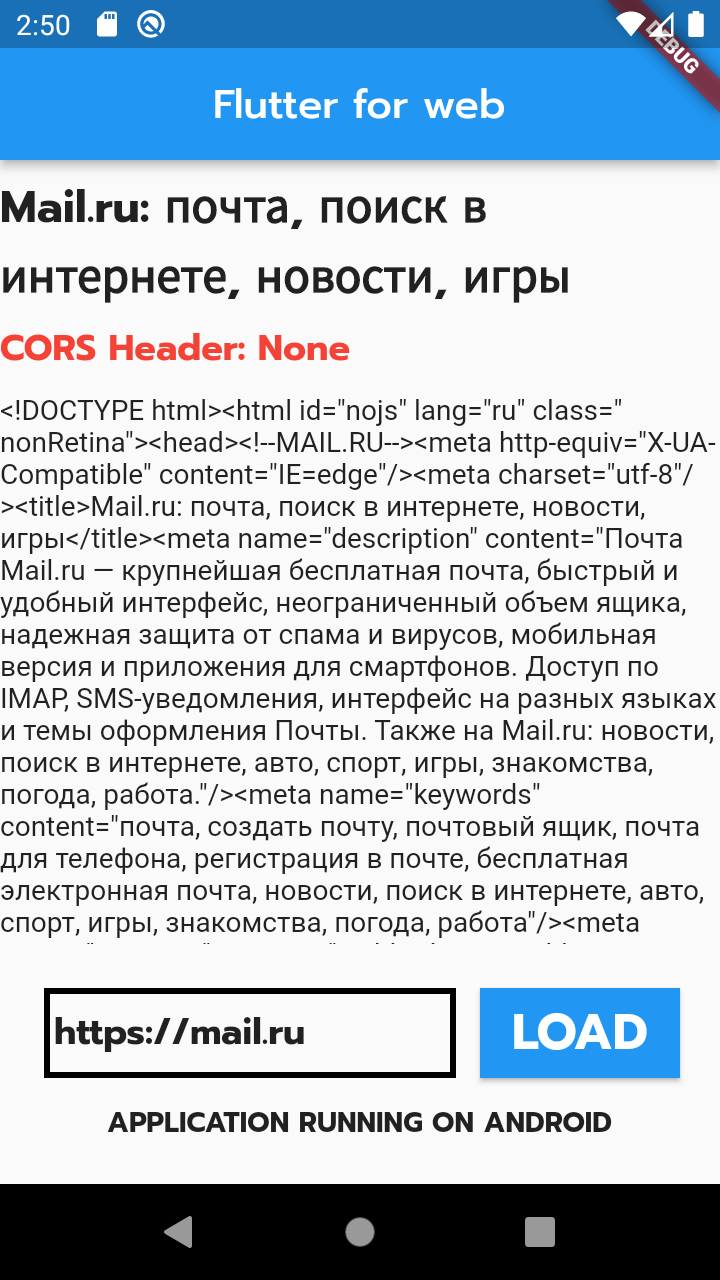 2:50
DEBUG
Flutter for web
Mail.ru: почта, поиск в
интернете, новости, игры
CORS Header: None
<!DOCTYPE html><html id="nojs" lang="ru" class="
nonRetina"><head><!--MAIL.RU--><meta http-equiv="X-UA-
Compatible" content="IE=edge"/><meta charset="utf-8"/
><title>Mail.ru: почта, поиск в интернете, новости,
игры</title><meta name="description" content="Почта
Mail.ru — крупнейшая бесплатная почта, быстрый и
удобный интерфейс, неограниченный объем ящика,
надежная защита от спама и вирусов, мобильная
версия и приложения для смартфонов. Доступ по
IMAP, SMS-уведомления, интерфейс на разных языках
и темы оформления Почты. Также на Mail.ru: новости,
поиск в интернете, авто, спорт, игры, знакомства,
погода, работа."/><meta name="keywords"
content="почта, создать почту, почтовый ящик, почта
для телефона, регистрация в почте, бесплатная
электронная почта, новости, поиск в интернете, авто,
спорт, игры, знакомства, погода, работа"/><meta
https://mail.ru
LOAD
APPLICATION RUNNING ON ANDROID